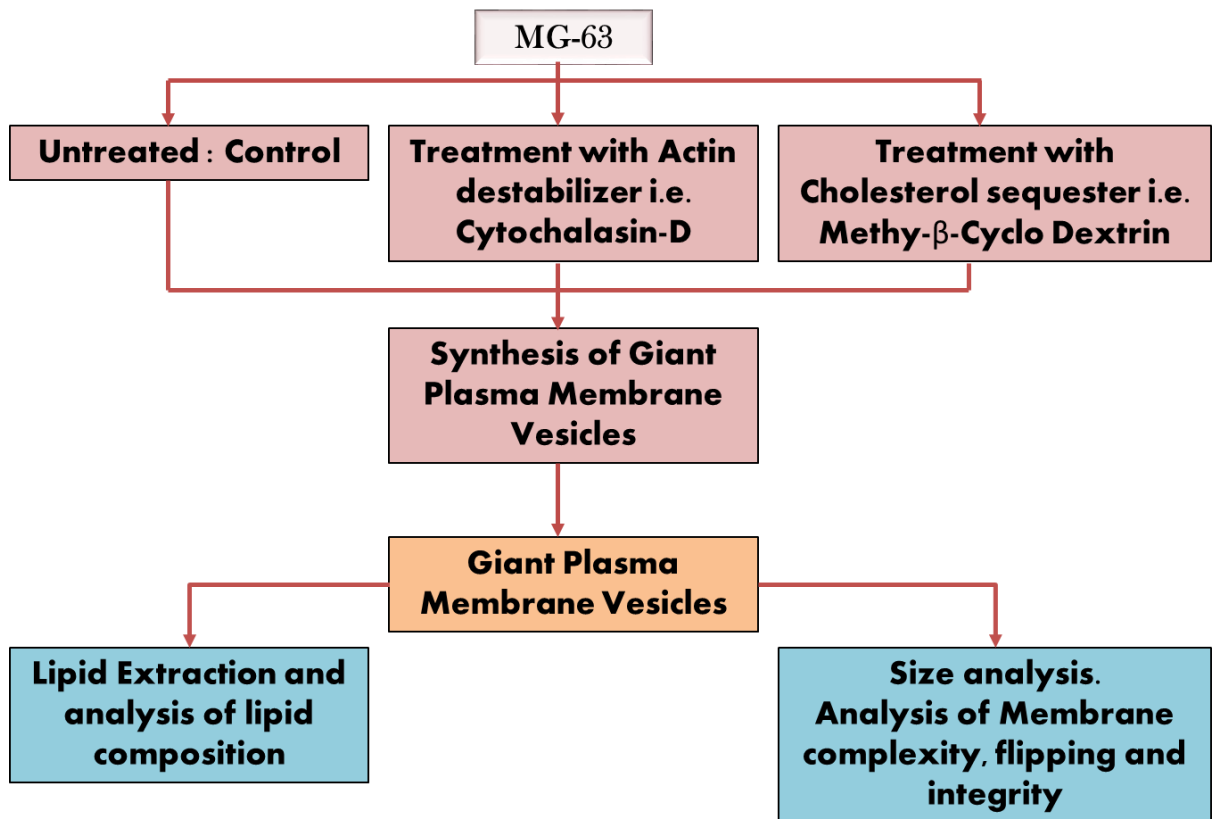 MG-63
Untreated : Control
Treatment with Actin
destabilizer i.e.
Cytochalasin-D
Treatment with
Cholesterol sequester i.e.
Methy-β-Cyclo Dextrin
Synthesis of Giant
Plasma Membrane
Vesicles
Giant Plasma
Membrane Vesicles
Lipid Extraction and
analysis of lipid
composition
Size analysis.
Analysis of Membrane
complexity, flipping and
integrity